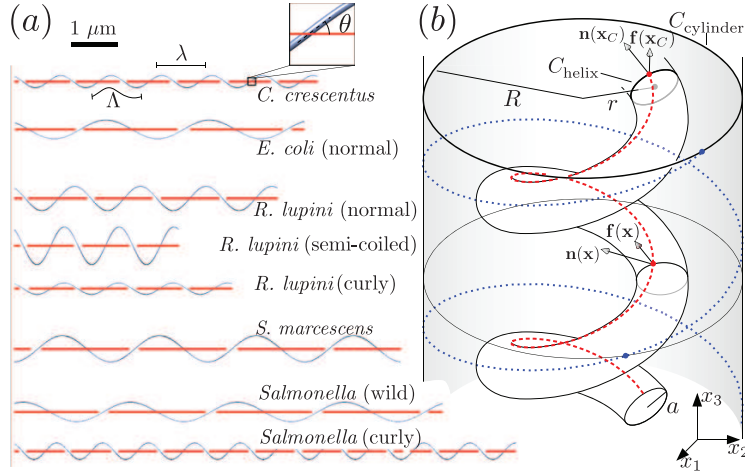 (a)
1 μm
θ
λ
Λ
C. crescentus
E. coli (normal)
R. lupini (normal)
R. lupini (semi-coiled)
R. lupini (curly)
S. marcescens
Salmonella (wild)
Salmonella (curly)
(b)
n(x_C) f(x_C)
C_cylinder
C_helix
R
r
f(x)
n(x)
a
x_3
x_2
x_1